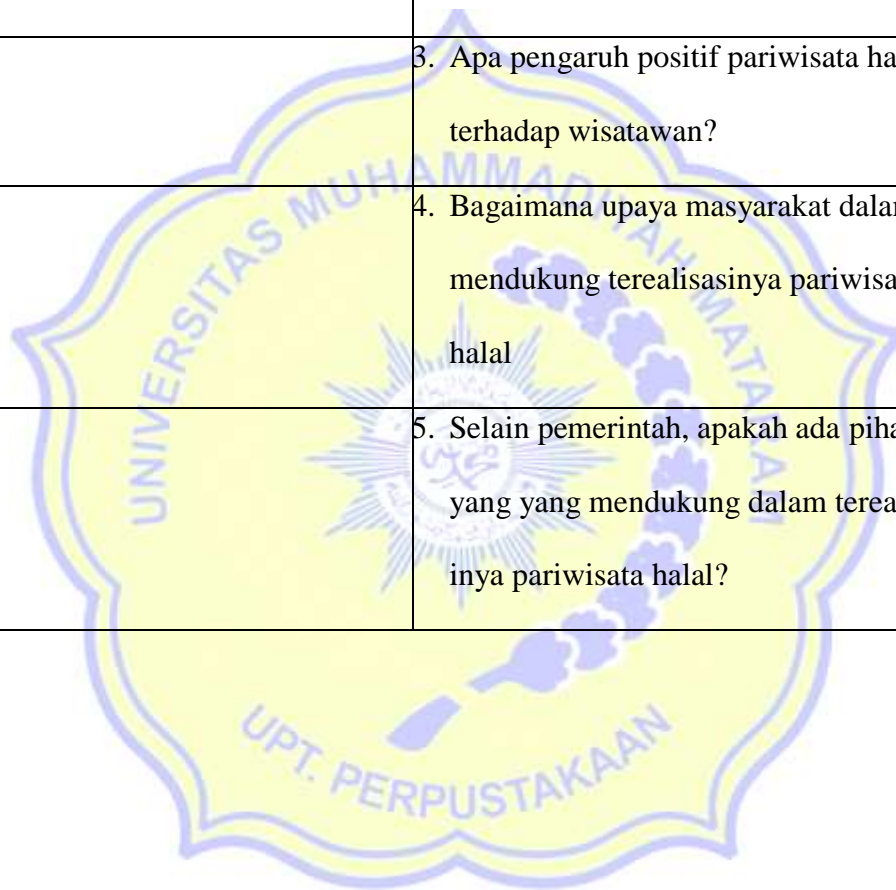 3. Apa pengaruh positif pariwisata ha
terhadap wisatawan?
4. Bagaimana upaya masyarakat dala
mendukung terealisasinya pariwisa
halal
5. Selain pemerintah, apakah ada piha
yang yang mendukung dalam terea
inya pariwisata halal?
UNIVERSITAS MUHAMMADIYAH MATARAM
UPT. PERPUSTAKAAN